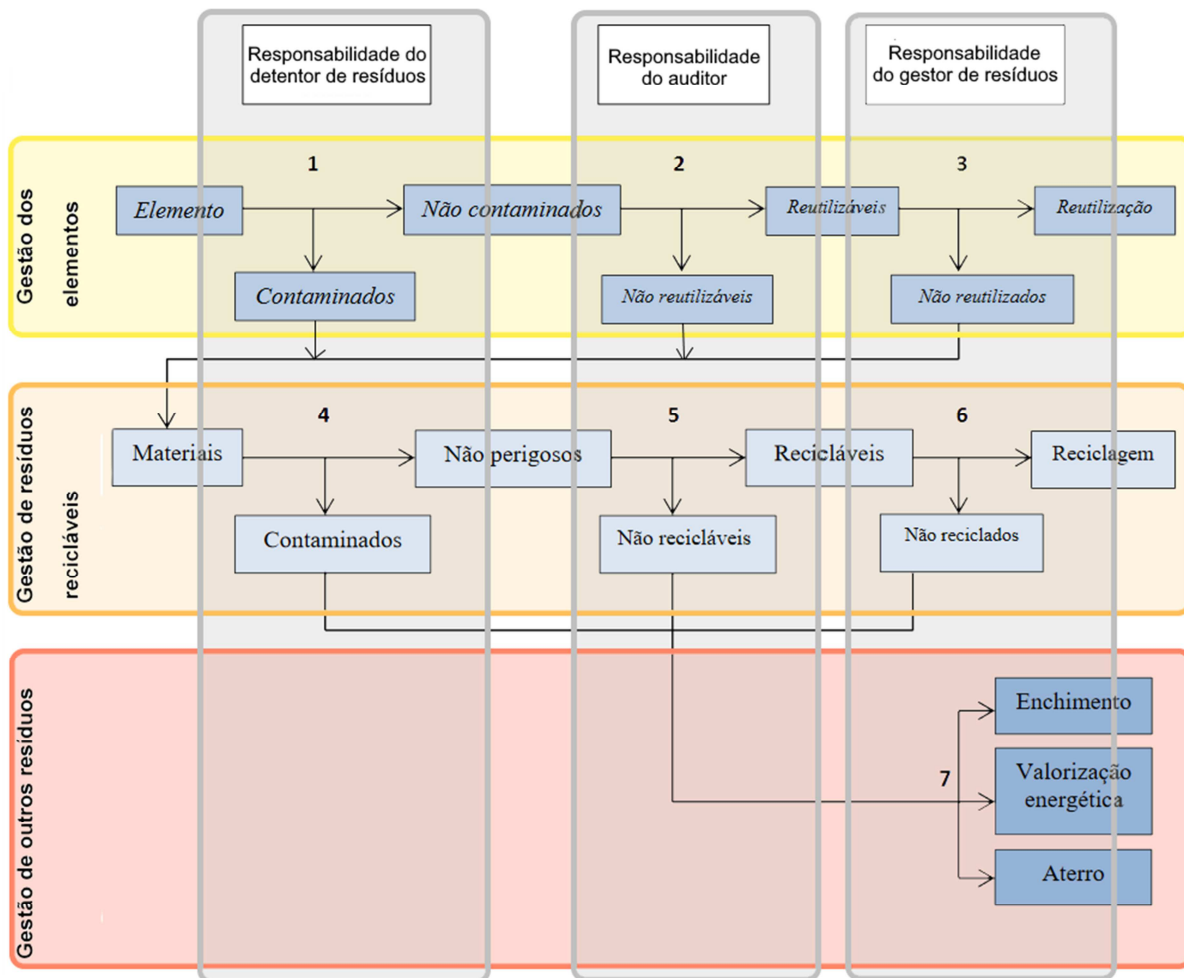 Responsabilidade do
detentor de resíduos
Responsabilidade
do auditor
Responsabilidade
do gestor de resíduos
Gestão dos
elementos
1
2
3
Elemento
Não contaminados
Reutilizáveis
Reutilização
Contaminados
Não reutilizáveis
Não reutilizados
Gestão de resíduos
recicláveis
4
5
6
Materiais
Não perigosos
Recicláveis
Reciclagem
Contaminados
Não recicláveis
Não reciclados
Gestão de outros resíduos
Enchimento
7
Valorização
energética
Aterro